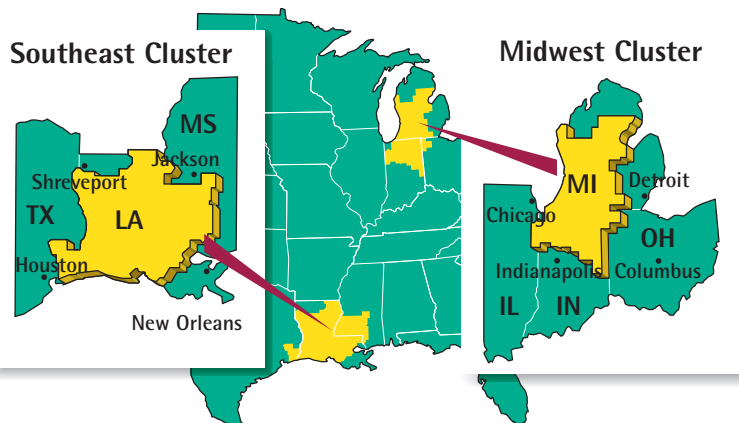 Southeast Cluster
MS
Jackson
Shreveport
TX
LA
Houston
New Orleans
Midwest Cluster
MI
Detroit
Chicago
OH
Indianapolis
Columbus
IL
IN